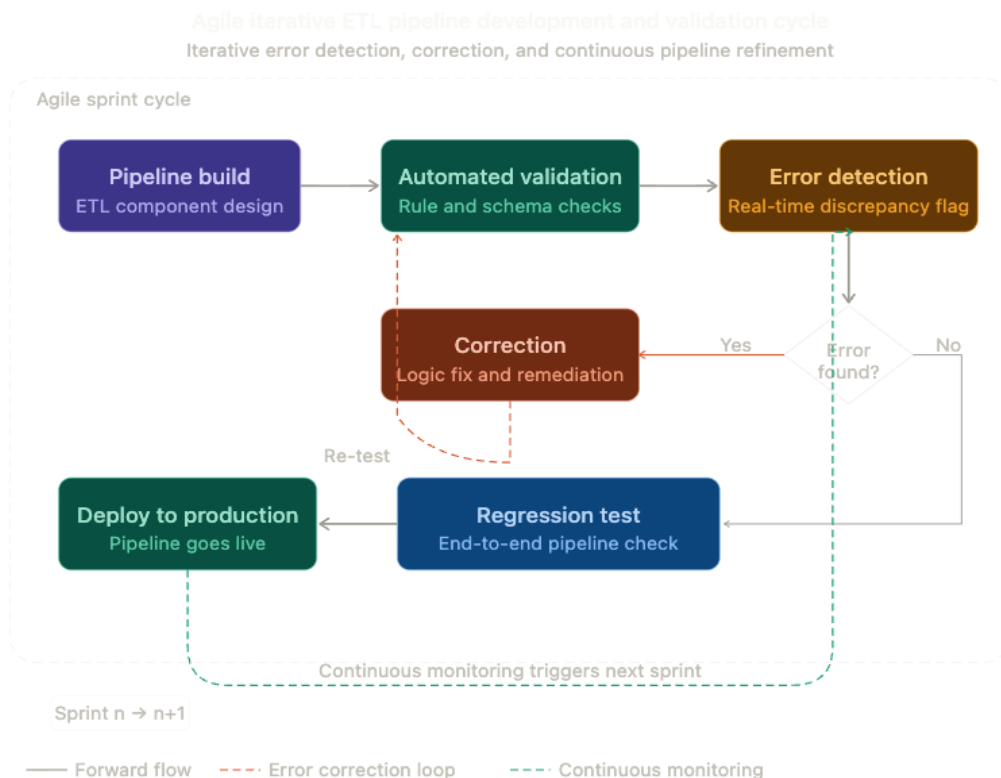 Agile iterative ETL pipeline development and validation cycle
Iterative error detection, correction, and continuous pipeline refinement
Agile sprint cycle
Pipeline build
ETL component design
Automated validation
Rule and schema checks
Error detection
Real-time discrepancy flag
Correction
Logic fix and remediation
Yes
Error
found?
No
Re-test
Deploy to production
Pipeline goes live
Regression test
End-to-end pipeline check
Continuous monitoring triggers next sprint
Sprint n → n+1
Forward flow
Error correction loop
Continuous monitoring